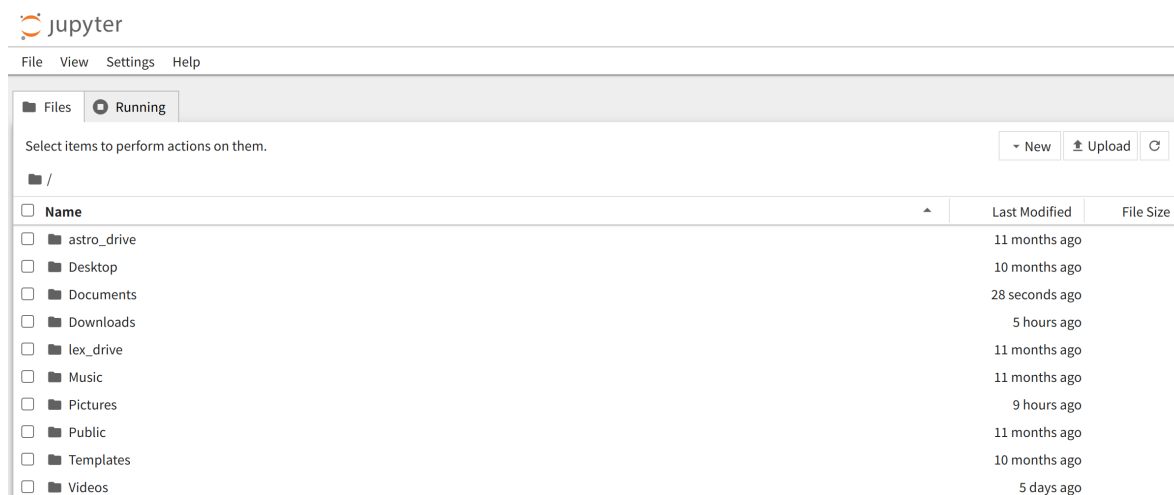 jupyter
File View Settings Help
Files Running
Select items to perform actions on them.
New Upload
/
Name Last Modified File Size
astro_drive 11 months ago
Desktop 10 months ago
Documents 28 seconds ago
Downloads 5 hours ago
lex_drive 11 months ago
Music 11 months ago
Pictures 9 hours ago
Public 11 months ago
Templates 10 months ago
Videos 5 days ago